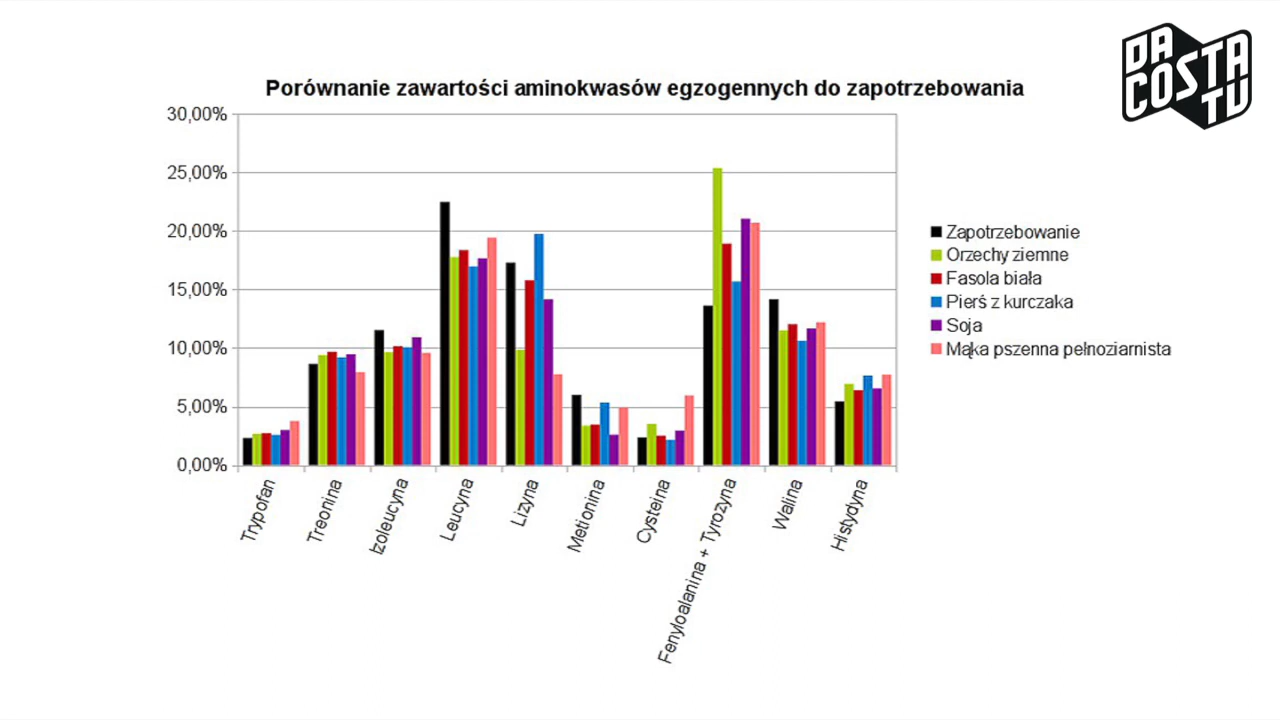 DA
COSTA
TU
Porównanie zawartości aminokwasów egzogennych do zapotrzebowania
30,00%
25,00%
20,00%
15,00%
10,00%
5,00%
0,00%
Zapotrzebowanie
Orzechy ziemne
Fasola biała
Pierś z kurczaka
Soja
Mąka pszenna pełnoziarnista
Trypofan
Treonina
Izoleucyna
Leucyna
Lizyna
Metionina
Cysteina
Fenyloalanina + Tyrozyna
Walina
Histydyna